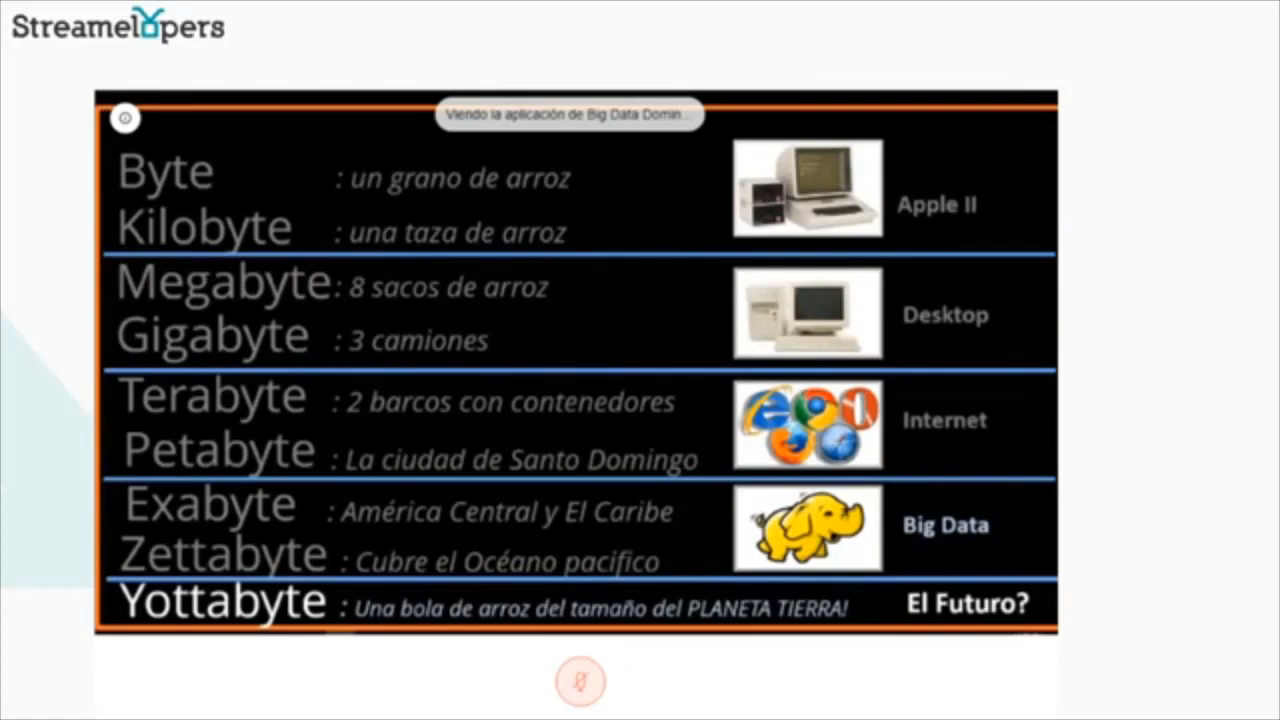 Streamelopers
Viendo la aplicación de Big Data Domin...
Byte : un grano de arroz
Apple II
Kilobyte : una taza de arroz
Megabyte : 8 sacos de arroz
Desktop
Gigabyte : 3 camiones
Terabyte : 2 barcos con contenedores
Internet
Petabyte : La ciudad de Santo Domingo
Exabyte : América Central y El Caribe
Big Data
Zettabyte : Cubre el Océano pacifico
Yottabyte : Una bola de arroz del tamaño del PLANETA TIERRA! El Futuro?